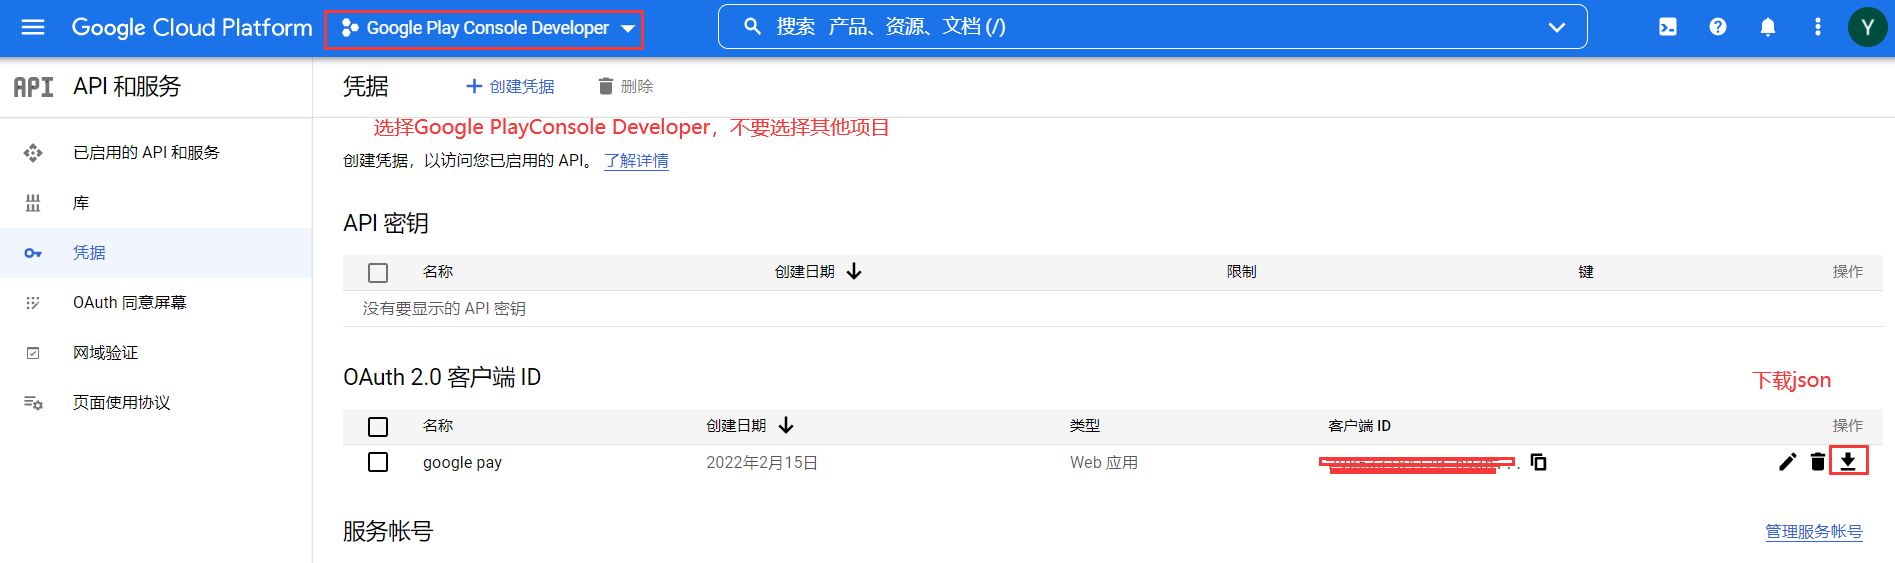 Google Cloud Platform
Google Play Console Developer
搜索 产品、资源、文档 (/)
Y
API API 和服务
凭据
创建凭据
删除
选择Google PlayConsole Developer，不要选择其他项目
已启用的 API 和服务
创建凭据，以访问您已启用的 API。 了解详情
库
凭据
OAuth 同意屏幕
网域验证
页面使用协议
API 密钥
名称 创建日期 限制 键 操作
没有要显示的 API 密钥
OAuth 2.0 客户端 ID
下载json
名称 创建日期 类型 客户端 ID 操作
google pay 2022年2月15日 Web 应用
服务帐号
管理服务帐号